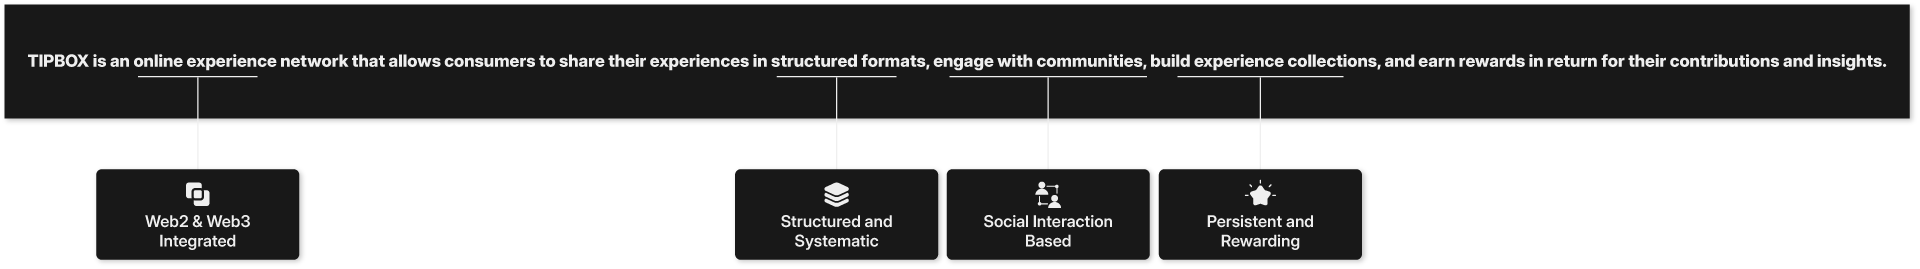 TIPBOX is an online experience network that allows consumers to share their experiences in structured formats, engage with communities, build experience collections, and earn rewards in return for their contributions and insights.
Web2 & Web3
Integrated
Structured and
Systematic
Social Interaction
Based
Persistent and
Rewarding